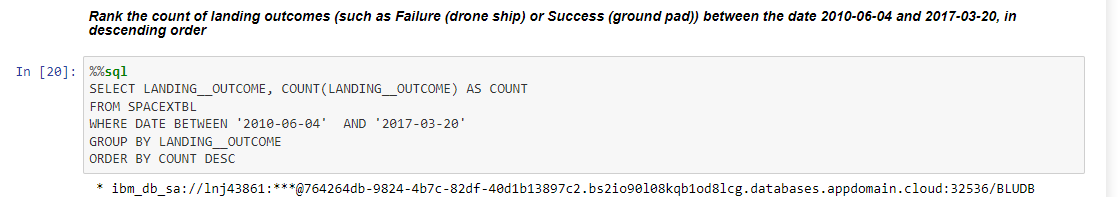 Rank the count of landing outcomes (such as Failure (drone ship) or Success (ground pad)) between the date 2010-06-04 and 2017-03-20, in
descending order
In [20]: %%sql
SELECT LANDING__OUTCOME, COUNT(LANDING__OUTCOME) AS COUNT
FROM SPACEXTBL
WHERE DATE BETWEEN '2010-06-04'  AND '2017-03-20'
GROUP BY LANDING__OUTCOME
ORDER BY COUNT DESC
* ibm_db_sa://lnj43861:***@764264db-9824-4b7c-82df-40d1b13897c2.bs2io90l08kqb1od8lcg.databases.appdomain.cloud:32536/BLUDB